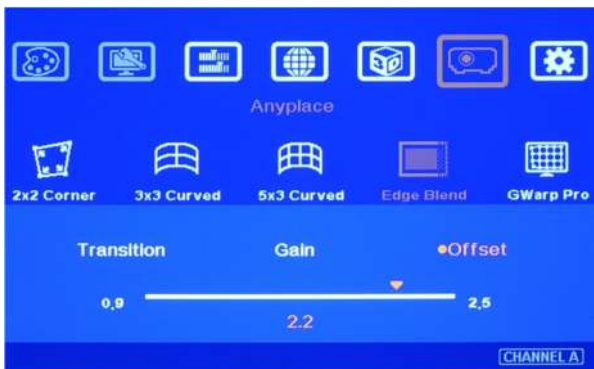 3D
Anyplace
2x2 Corner 3x3 Curved 5x3 Curved Edge Blend GWarp Pro
Transition Gain Offset
0,9 2,5
2.2
CHANNEL A